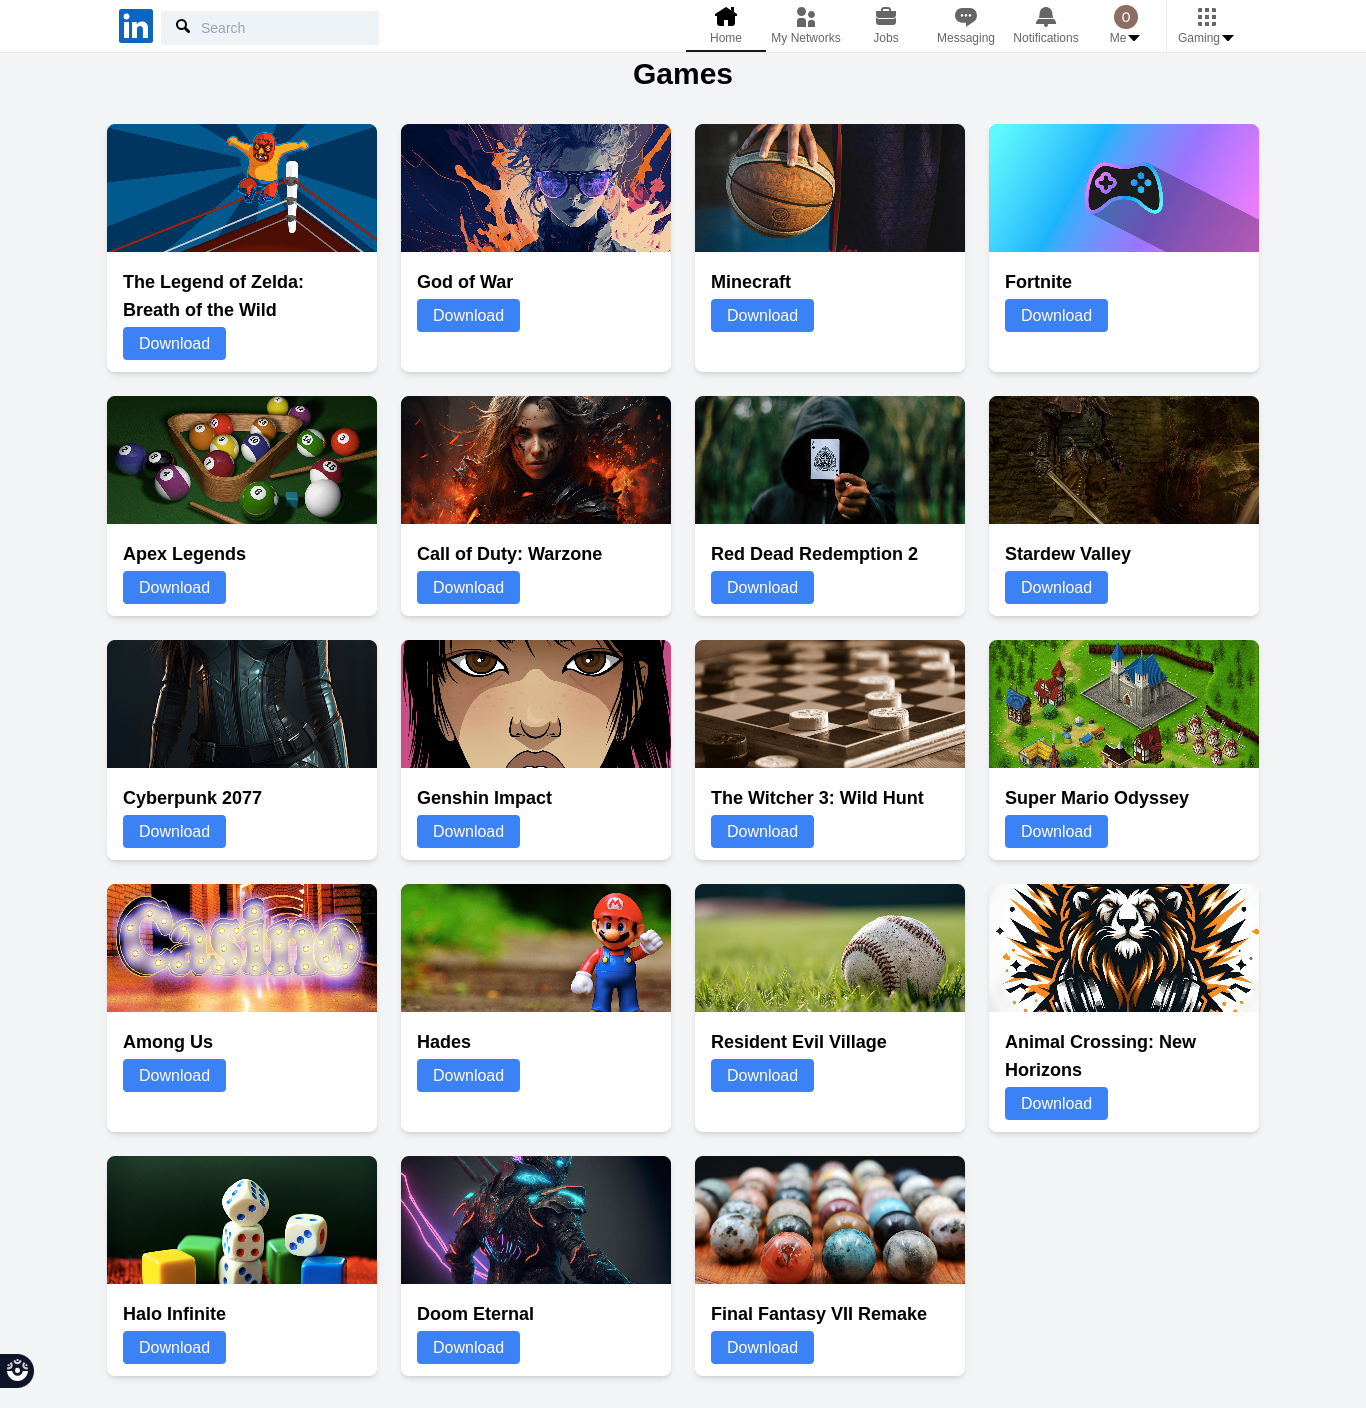 in
Search
Home
My Networks
Jobs
Messaging
Notifications
Me
Gaming
Games
The Legend of Zelda:
Breath of the Wild
Download
God of War
Download
Minecraft
Download
Fortnite
Download
Apex Legends
Download
Call of Duty: Warzone
Download
Red Dead Redemption 2
Download
Stardew Valley
Download
Cyberpunk 2077
Download
Genshin Impact
Download
The Witcher 3: Wild Hunt
Download
Super Mario Odyssey
Download
Casino
Among Us
Download
M
Hades
Download
Resident Evil Village
Download
Animal Crossing: New
Horizons
Download
Halo Infinite
Download
Doom Eternal
Download
Final Fantasy VII Remake
Download